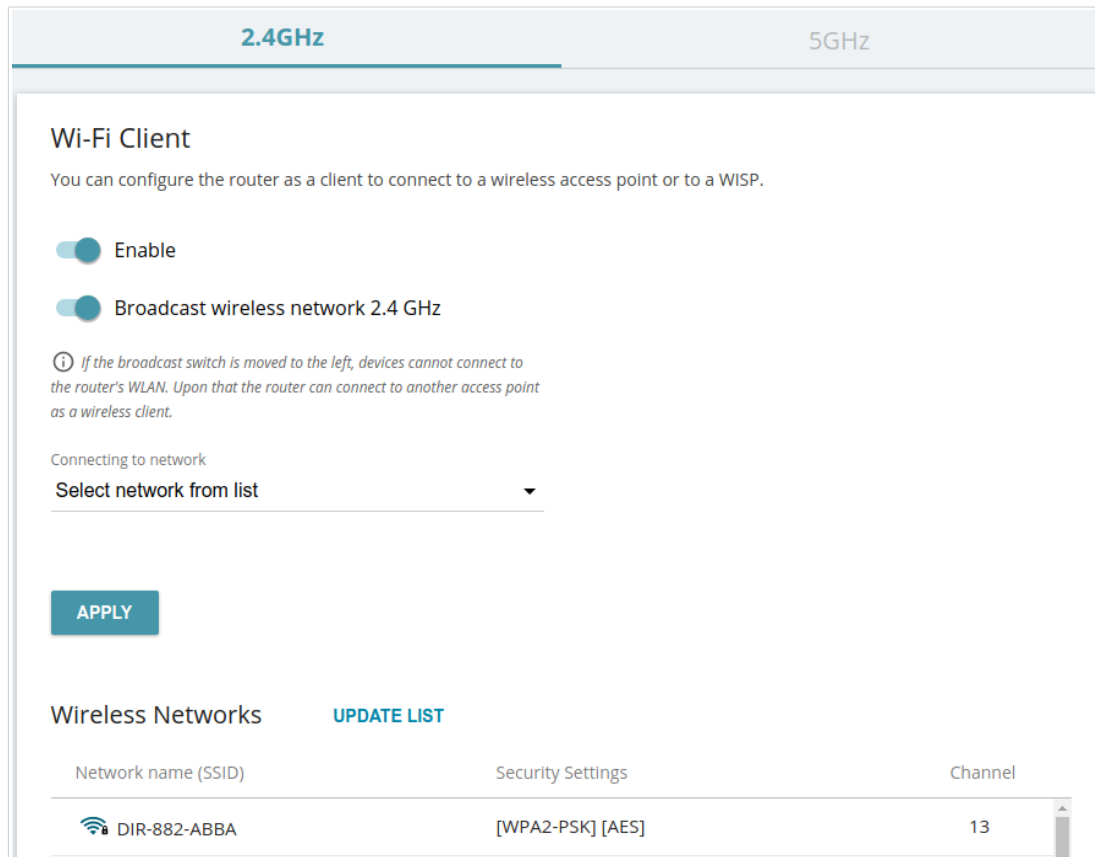 2.4GHz
5GHz
Wi-Fi Client
You can configure the router as a client to connect to a wireless access point or to a WISP.
Enable
Broadcast wireless network 2.4 GHz
If the broadcast switch is moved to the left, devices cannot connect to
the router's WLAN. Upon that the router can connect to another access point
as a wireless client.
Connecting to network
Select network from list
APPLY
Wireless Networks
UPDATE LIST
Network name (SSID)
Security Settings
Channel
DIR-882-ABBA
[WPA2-PSK] [AES]
13